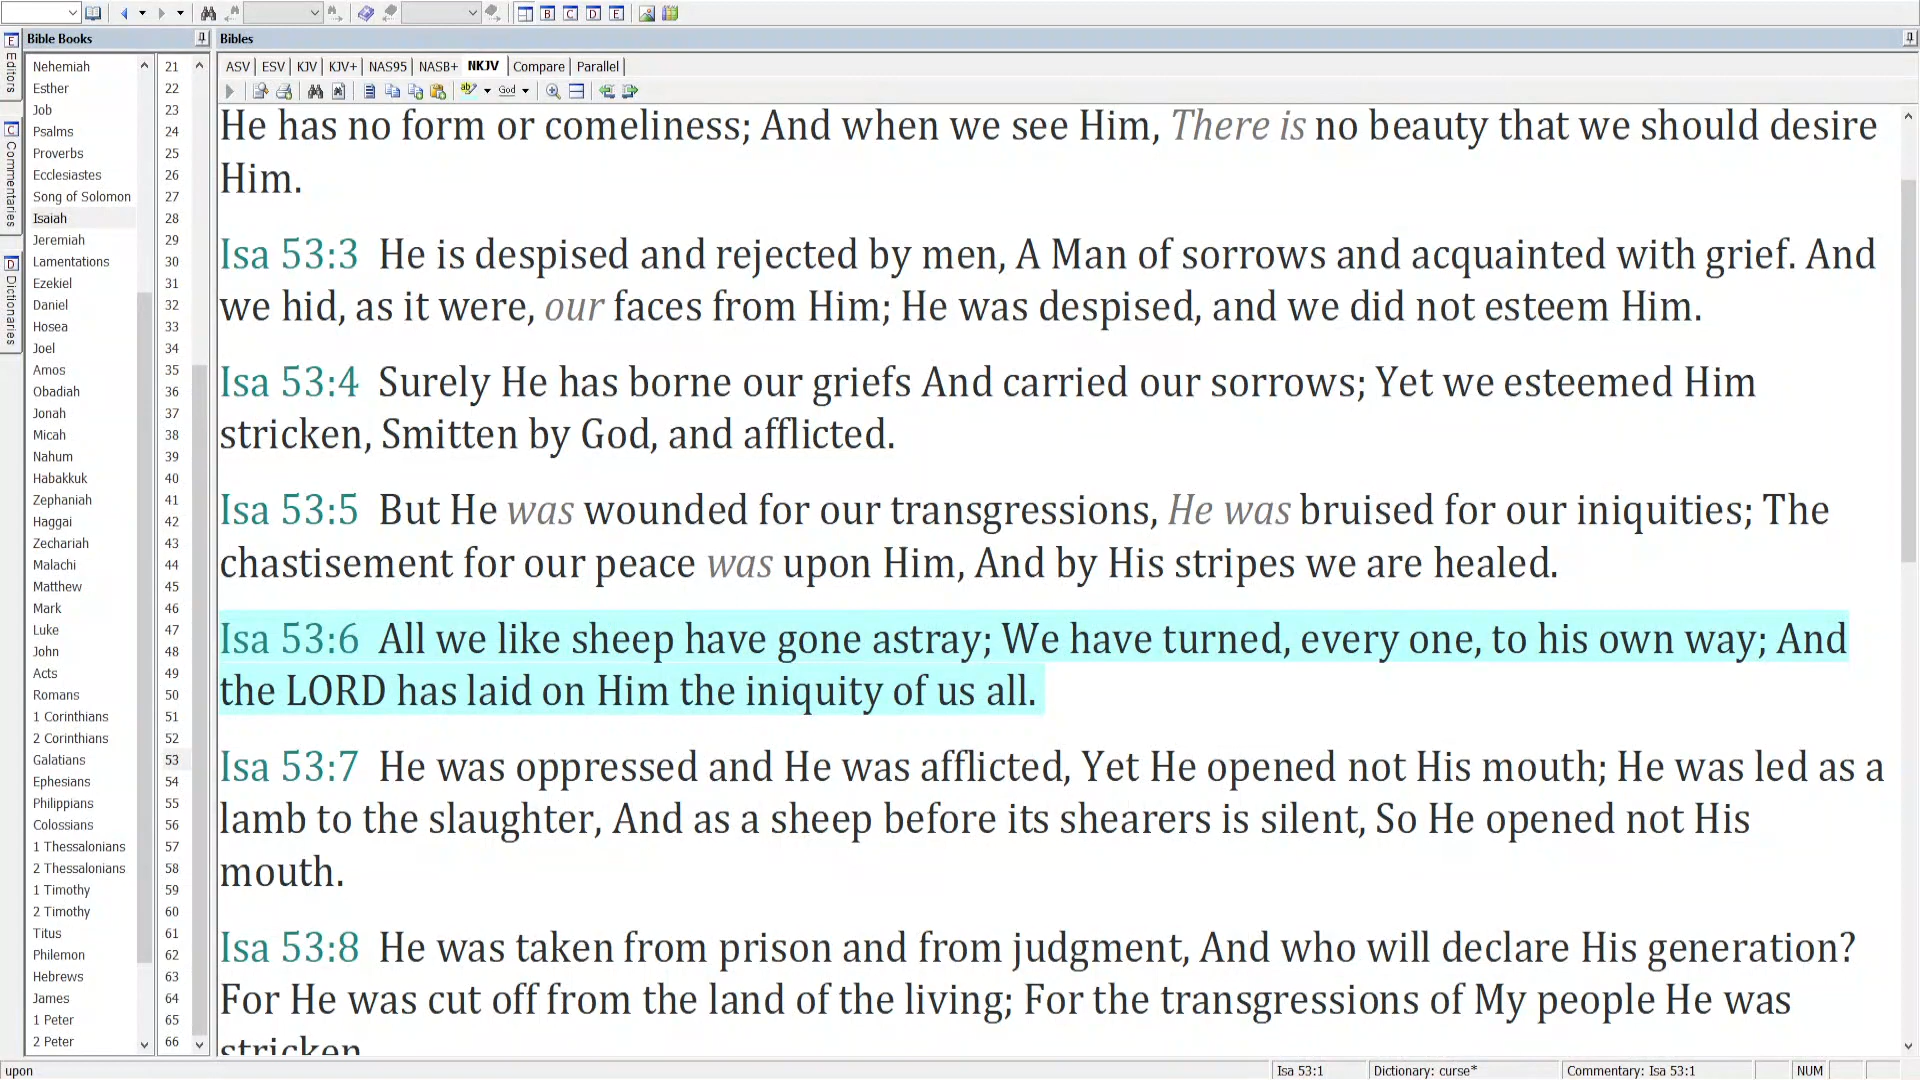 Bible Books
Bibles
E Editors
C Commentaries
D Dictionaries
B C D E
ASV ESV KJV KJV+ NAS95 NASB+ NKJV Compare Parallel
God
Nehemiah
Esther
Job
Psalms
Proverbs
Ecclesiastes
Song of Solomon
Isaiah
Jeremiah
Lamentations
Ezekiel
Daniel
Hosea
Joel
Amos
Obadiah
Jonah
Micah
Nahum
Habakkuk
Zephaniah
Haggai
Zechariah
Malachi
Matthew
Mark
Luke
John
Acts
Romans
1 Corinthians
2 Corinthians
Galatians
Ephesians
Philippians
Colossians
1 Thessalonians
2 Thessalonians
1 Timothy
2 Timothy
Titus
Philemon
Hebrews
James
1 Peter
2 Peter
21
22
23
24
25
26
27
28
29
30
31
32
33
34
35
36
37
38
39
40
41
42
43
44
45
46
47
48
49
50
51
52
53
54
55
56
57
58
59
60
61
62
63
64
65
66
He has no form or comeliness; And when we see Him, There is no beauty that we should desire
Him.
Isa 53:3 He is despised and rejected by men, A Man of sorrows and acquainted with grief. And
we hid, as it were, our faces from Him; He was despised, and we did not esteem Him.
Isa 53:4 Surely He has borne our griefs And carried our sorrows; Yet we esteemed Him
stricken, Smitten by God, and afflicted.
Isa 53:5 But He was wounded for our transgressions, He was bruised for our iniquities; The
chastisement for our peace was upon Him, And by His stripes we are healed.
Isa 53:6 All we like sheep have gone astray; We have turned, every one, to his own way; And
the LORD has laid on Him the iniquity of us all.
Isa 53:7 He was oppressed and He was afflicted, Yet He opened not His mouth; He was led as a
lamb to the slaughter, And as a sheep before its shearers is silent, So He opened not His
mouth.
Isa 53:8 He was taken from prison and from judgment, And who will declare His generation?
For He was cut off from the land of the living; For the transgressions of My people He was
stricken
upon
Isa 53:1
Dictionary: curse*
Commentary: Isa 53:1
NUM